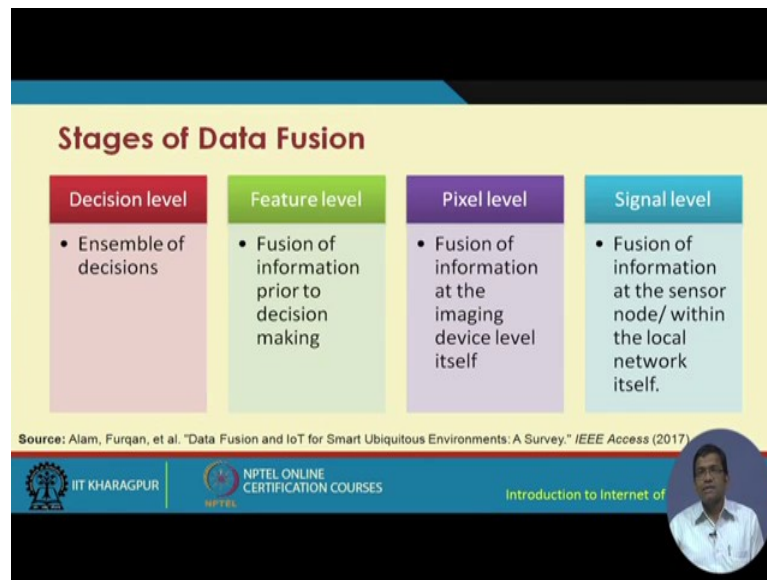 Stages of Data Fusion
Decision level
• Ensemble of
decisions
Feature level
• Fusion of
information
prior to
decision
making
Pixel level
• Fusion of
information
at the
imaging
device level
itself
Signal level
• Fusion of
information
at the sensor
node/ within
the local
network
itself.
Source: Alam, Furqan, et al. "Data Fusion and IoT for Smart Ubiquitous Environments: A Survey." IEEE Access (2017)
IIT KHARAGPUR
NPTEL
NPTEL ONLINE
CERTIFICATION COURSES
Introduction to Internet of